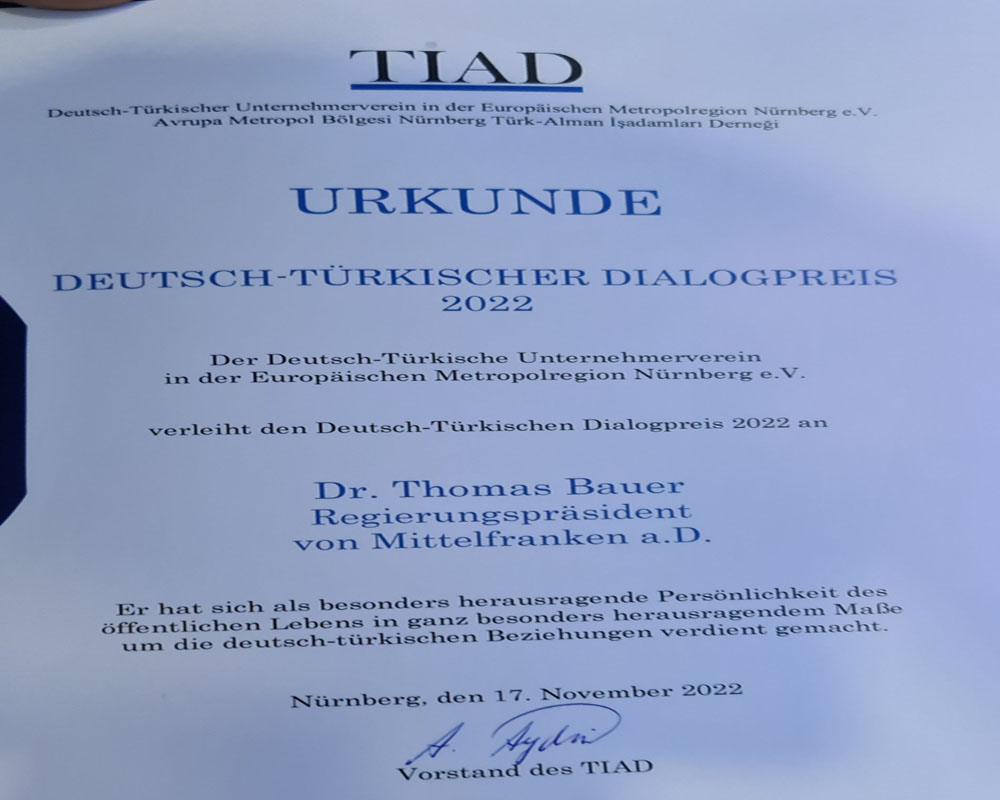 TİAD
Deutsch-Türkischer Unternehmerverein in der Europäischen Metropolregion Nürnberg e.V.
Avrupa Metropol Bölgesi Nürnberg Türk-Alman İşadamları Derneği
URKUNDE
DEUTSCH-TÜRKISCHER DIALOGPREIS
2022
Der Deutsch-Türkische Unternehmerverein
in der Europäischen Metropolregion Nürnberg e.V.
verleiht den Deutsch-Türkischen Dialogpreis 2022 an
Dr. Thomas Bauer
Regierungspräsident
von Mittelfranken a.D.
Er hat sich als besonders herausragende Persönlichkeit des
öffentlichen Lebens in ganz besonders herausragendem Maße
um die deutsch-türkischen Beziehungen verdient gemacht.
Nürnberg, den 17. November 2022
A. Aydın
Vorstand des TIAD